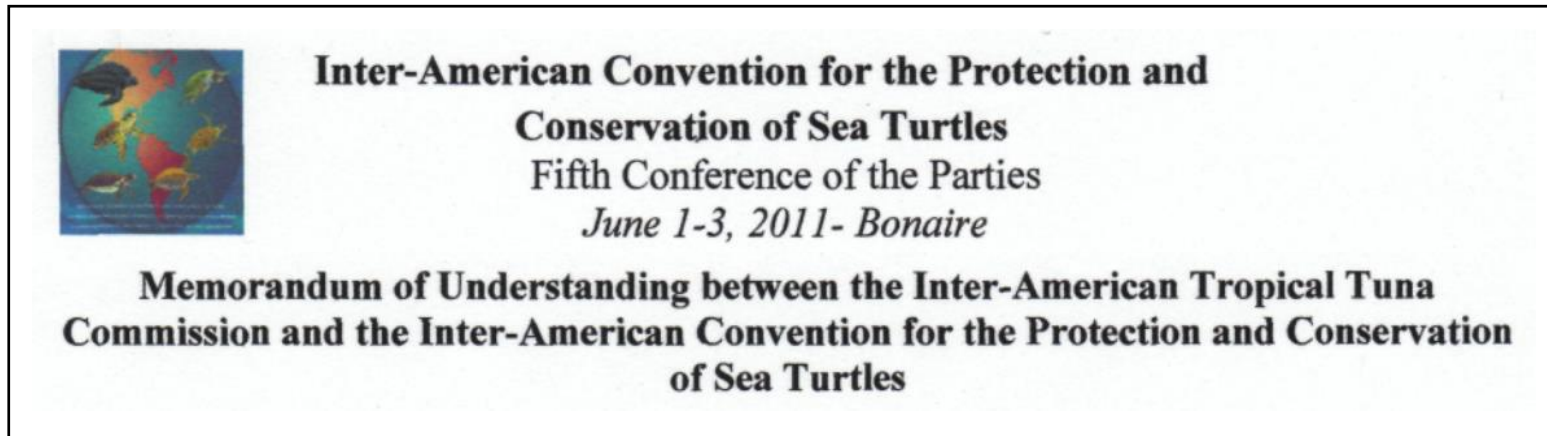 Inter-American Convention for the Protection and
Conservation of Sea Turtles
Fifth Conference of the Parties
June 1-3, 2011- Bonaire
Memorandum of Understanding between the Inter-American Tropical Tuna
Commission and the Inter-American Convention for the Protection and Conservation
of Sea Turtles